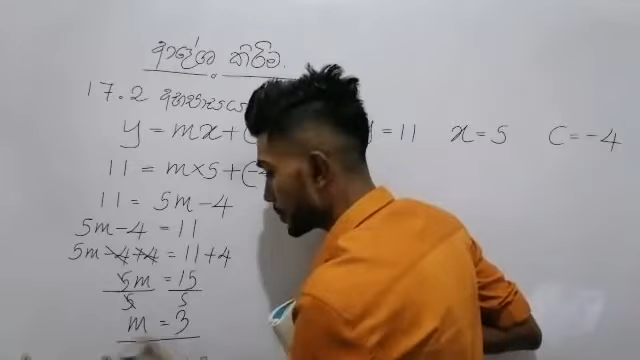 ආදේශ කිරීම.
17.2 අභ්‍යාසය
y = mx + ( = 11 x = 5 c = -4
11 = m×5+(-4
11 = 5m - 4
5m - 4 = 11
5m - 4 + 4 = 11 + 4
5m = 15
5 5
m = 3